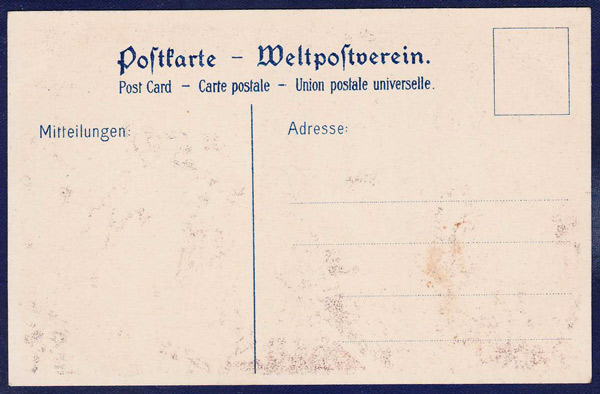 Postkarte – Weltpostverein.
Post Card – Carte postale – Union postale universelle.
Mitteilungen:
Adresse: